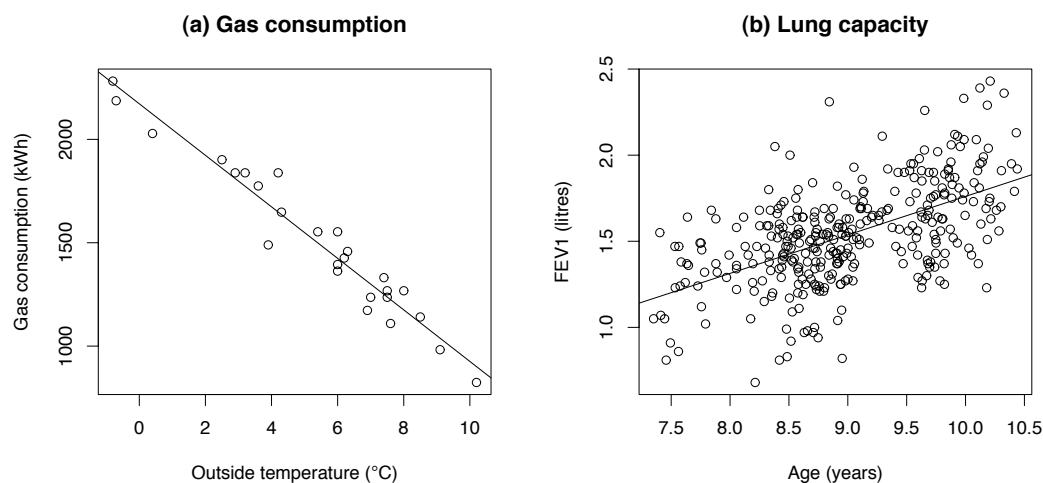 (a) Gas consumption
Gas consumption (kWh)
2000
1500
1000
0 2 4 6 8 10
Outside temperature (°C)
(b) Lung capacity
FEV1 (litres)
2.5
2.0
1.5
1.0
7.5 8.0 8.5 9.0 9.5 10.0 10.5
Age (years)